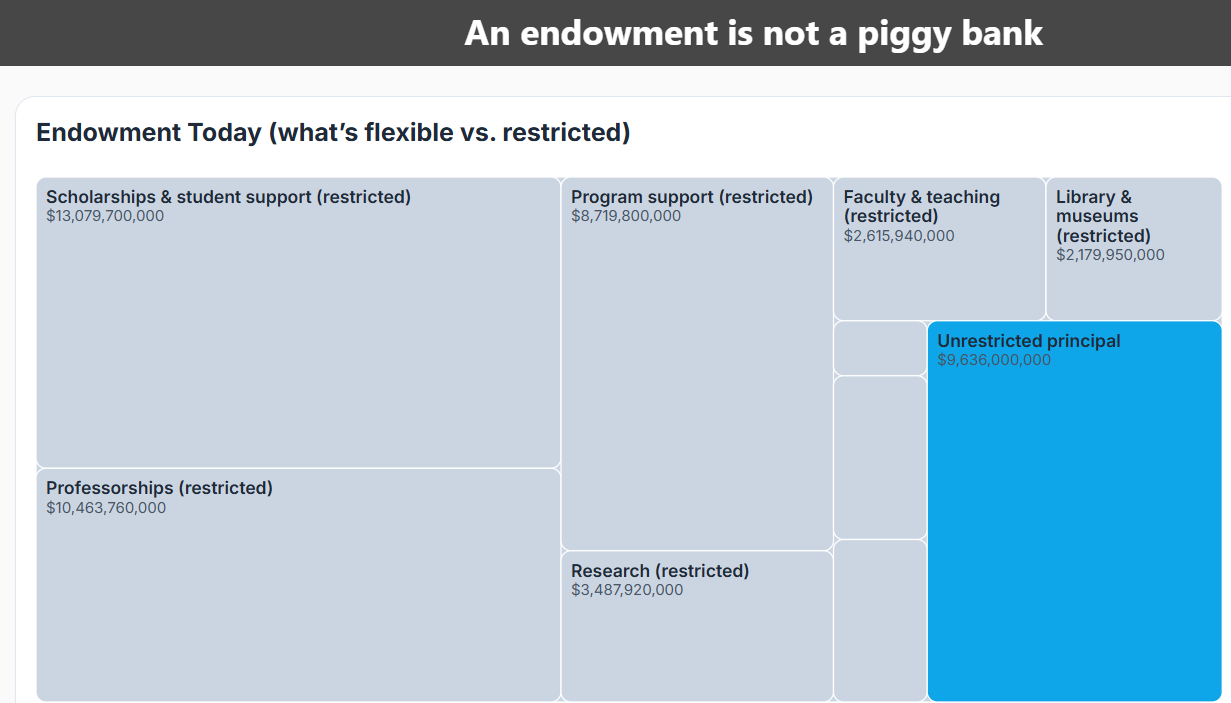 An endowment is not a piggy bank
Endowment Today (what’s flexible vs. restricted)
Scholarships & student support (restricted)
$13,079,700,000
Program support (restricted)
$8,719,800,000
Faculty & teaching
(restricted)
$2,615,940,000
Library &
museums
(restricted)
$2,179,950,000
Unrestricted principal
$9,636,000,000
Professorships (restricted)
$10,463,760,000
Research (restricted)
$3,487,920,000